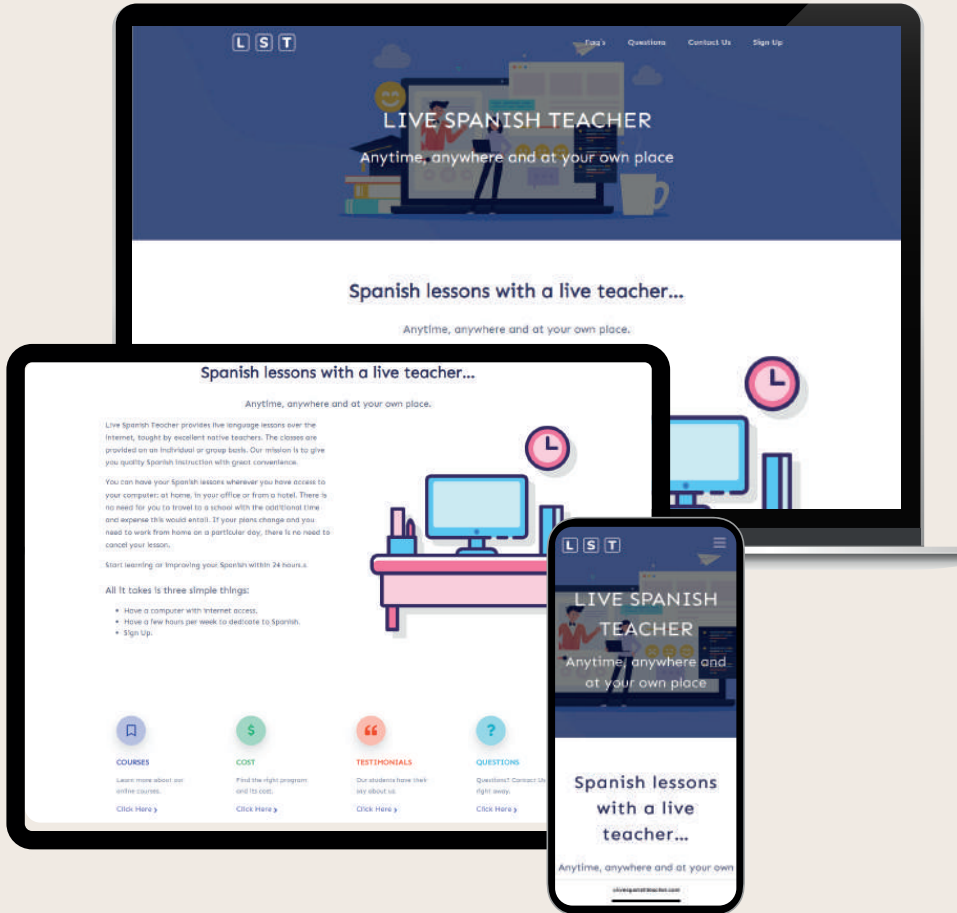 L S T
Faq's Questions Contact Us Sign Up
LIVE SPANISH TEACHER
Anytime, anywhere and at your own place
Spanish lessons with a live teacher...
Anytime, anywhere and at your own place.
Spanish lessons with a live teacher...
Anytime, anywhere and at your own place.
Live Spanish Teacher provides live language lessons over the
internet, taught by excellent native teachers. The classes are
provided on an individual or group basis. Our mission is to give
you quality Spanish instruction with great convenience.
You can have your Spanish lessons wherever you have access to
your computer: at home, in your office or from a hotel. There is
no need for you to travel to a school with the additional time
and expense this would entail. If your plans change and you
need to work from home on a particular day, there is no need to
cancel your lesson.
Start learning or improving your Spanish within 24 hours.s
All it takes is three simple things:
Have a computer with internet access.
Have a few hours per week to dedicate to Spanish.
Sign Up.
COURSES
Learn more about our
online courses.
Click Here
$
COST
Find the right program
and its cost.
Click Here
TESTIMONIALS
Our students have their
say about us.
Click Here
?
QUESTIONS
Questions? Contact Us
right away.
Click Here
L S T
LIVE SPANISH
TEACHER
Anytime, anywhere and
at your own place
Spanish lessons
with a live
teacher...
Anytime, anywhere and at your own